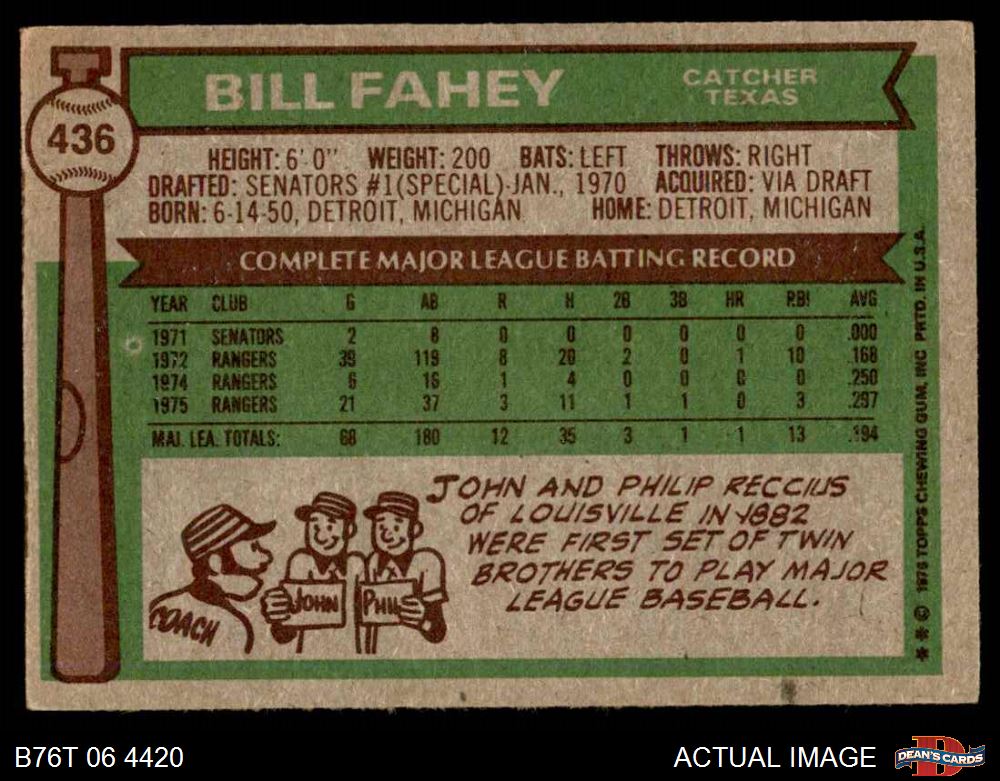 BILL FAHEY
CATCHER
TEXAS
436
HEIGHT: 6'0" WEIGHT: 200 BATS: LEFT THROWS: RIGHT
DRAFTED: SENATORS #1(SPECIAL)-JAN., 1970 ACQUIRED: VIA DRAFT
BORN: 6-14-50, DETROIT, MICHIGAN HOME: DETROIT, MICHIGAN
COMPLETE MAJOR LEAGUE BATTING RECORD
YEAR CLUB G AB R H 2B 3B HR RBI AVG
1971 SENATORS 2 8 0 0 0 0 0 0 .000
1972 RANGERS 39 119 8 20 2 0 1 10 .168
1974 RANGERS 6 16 1 4 0 0 0 0 .250
1975 RANGERS 21 37 3 11 1 1 0 3 .297
MAJ. LEA. TOTALS: 68 180 12 35 3 1 1 13 .194
JOHN AND PHILIP RECCIUS
OF LOUISVILLE IN 1882
WERE FIRST SET OF TWIN
BROTHERS TO PLAY MAJOR
LEAGUE BASEBALL.
COACH
JOHN
PHIL
** © 1976 TOPPS CHEWING GUM, INC PRTD. IN U.S.A.
B76T 06 4420
ACTUAL IMAGE
D
DEAN'S CARDS